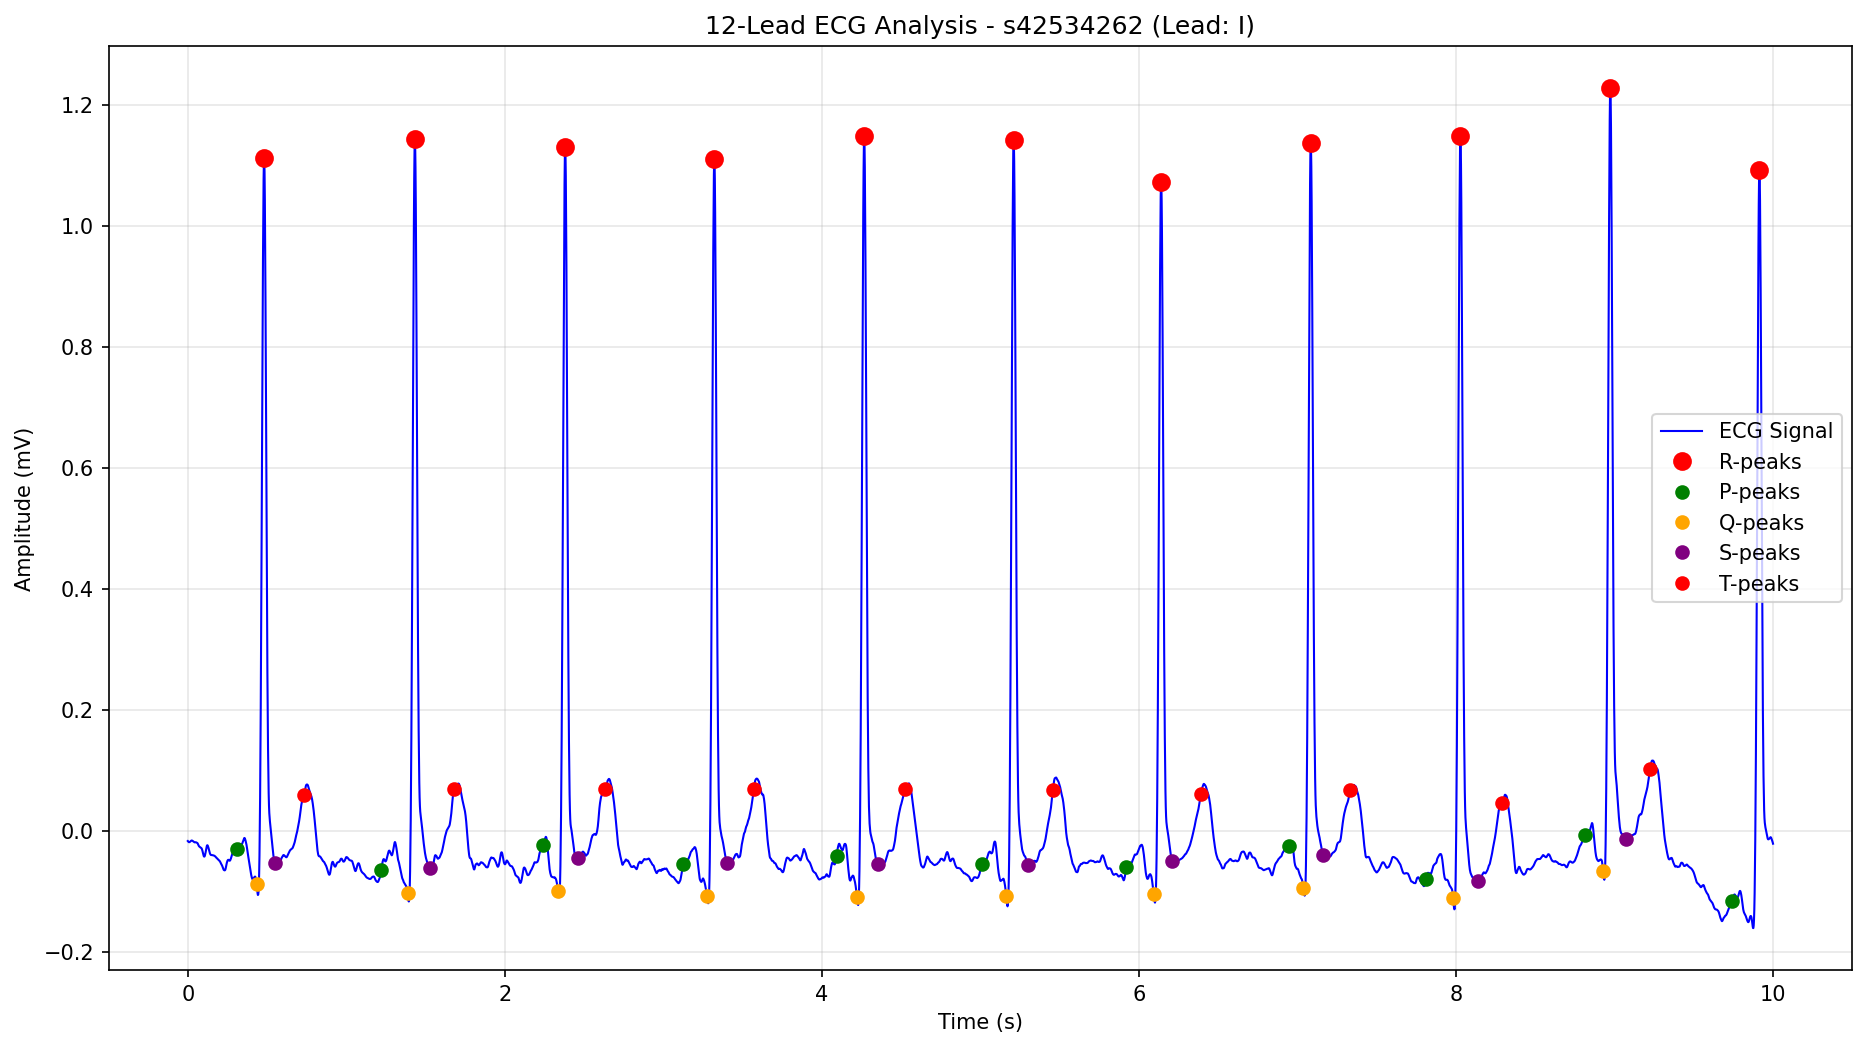 12-Lead ECG Analysis - s42534262 (Lead: I)
Amplitude (mV)
1.2
1.0
0.8
0.6
0.4
0.2
0.0
−0.2
ECG Signal
R-peaks
P-peaks
Q-peaks
S-peaks
T-peaks
0 2 4 6 8 10
Time (s)